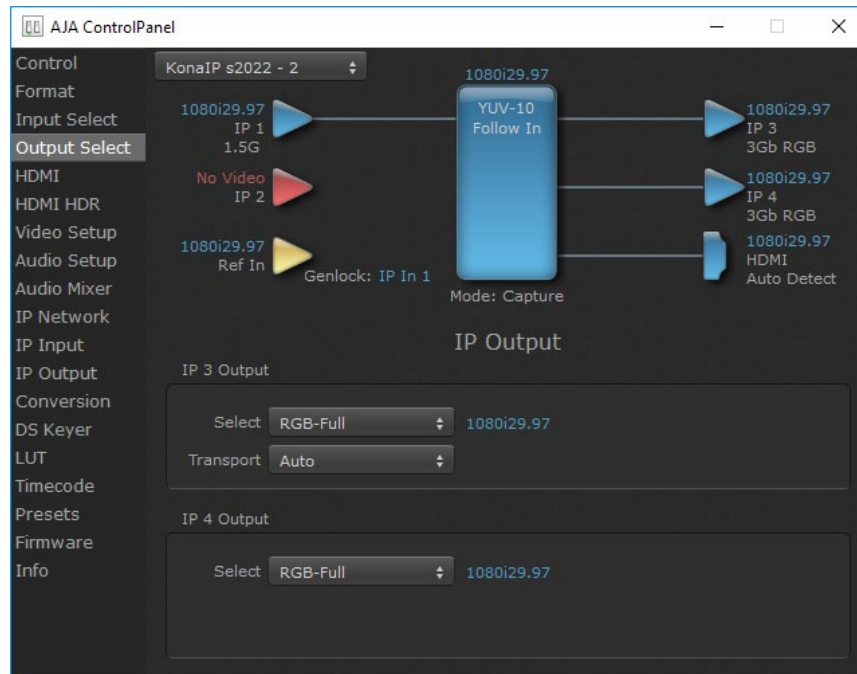 AJA ControlPanel
Control
Format
Input Select
Output Select
HDMI
HDMI HDR
Video Setup
Audio Setup
Audio Mixer
IP Network
IP Input
IP Output
Conversion
DS Keyer
LUT
Timecode
Presets
Firmware
Info
KonaIP s2022 - 2
1080i29.97
IP 1
1.5G
No Video
IP 2
1080i29.97
Ref In
Genlock: IP In 1
1080i29.97
YUV-10
Follow In
Mode: Capture
1080i29.97
IP 3
3Gb RGB
1080i29.97
IP 4
3Gb RGB
1080i29.97
HDMI
Auto Detect
IP Output
IP 3 Output
Select RGB-Full 1080i29.97
Transport Auto
IP 4 Output
Select RGB-Full 1080i29.97